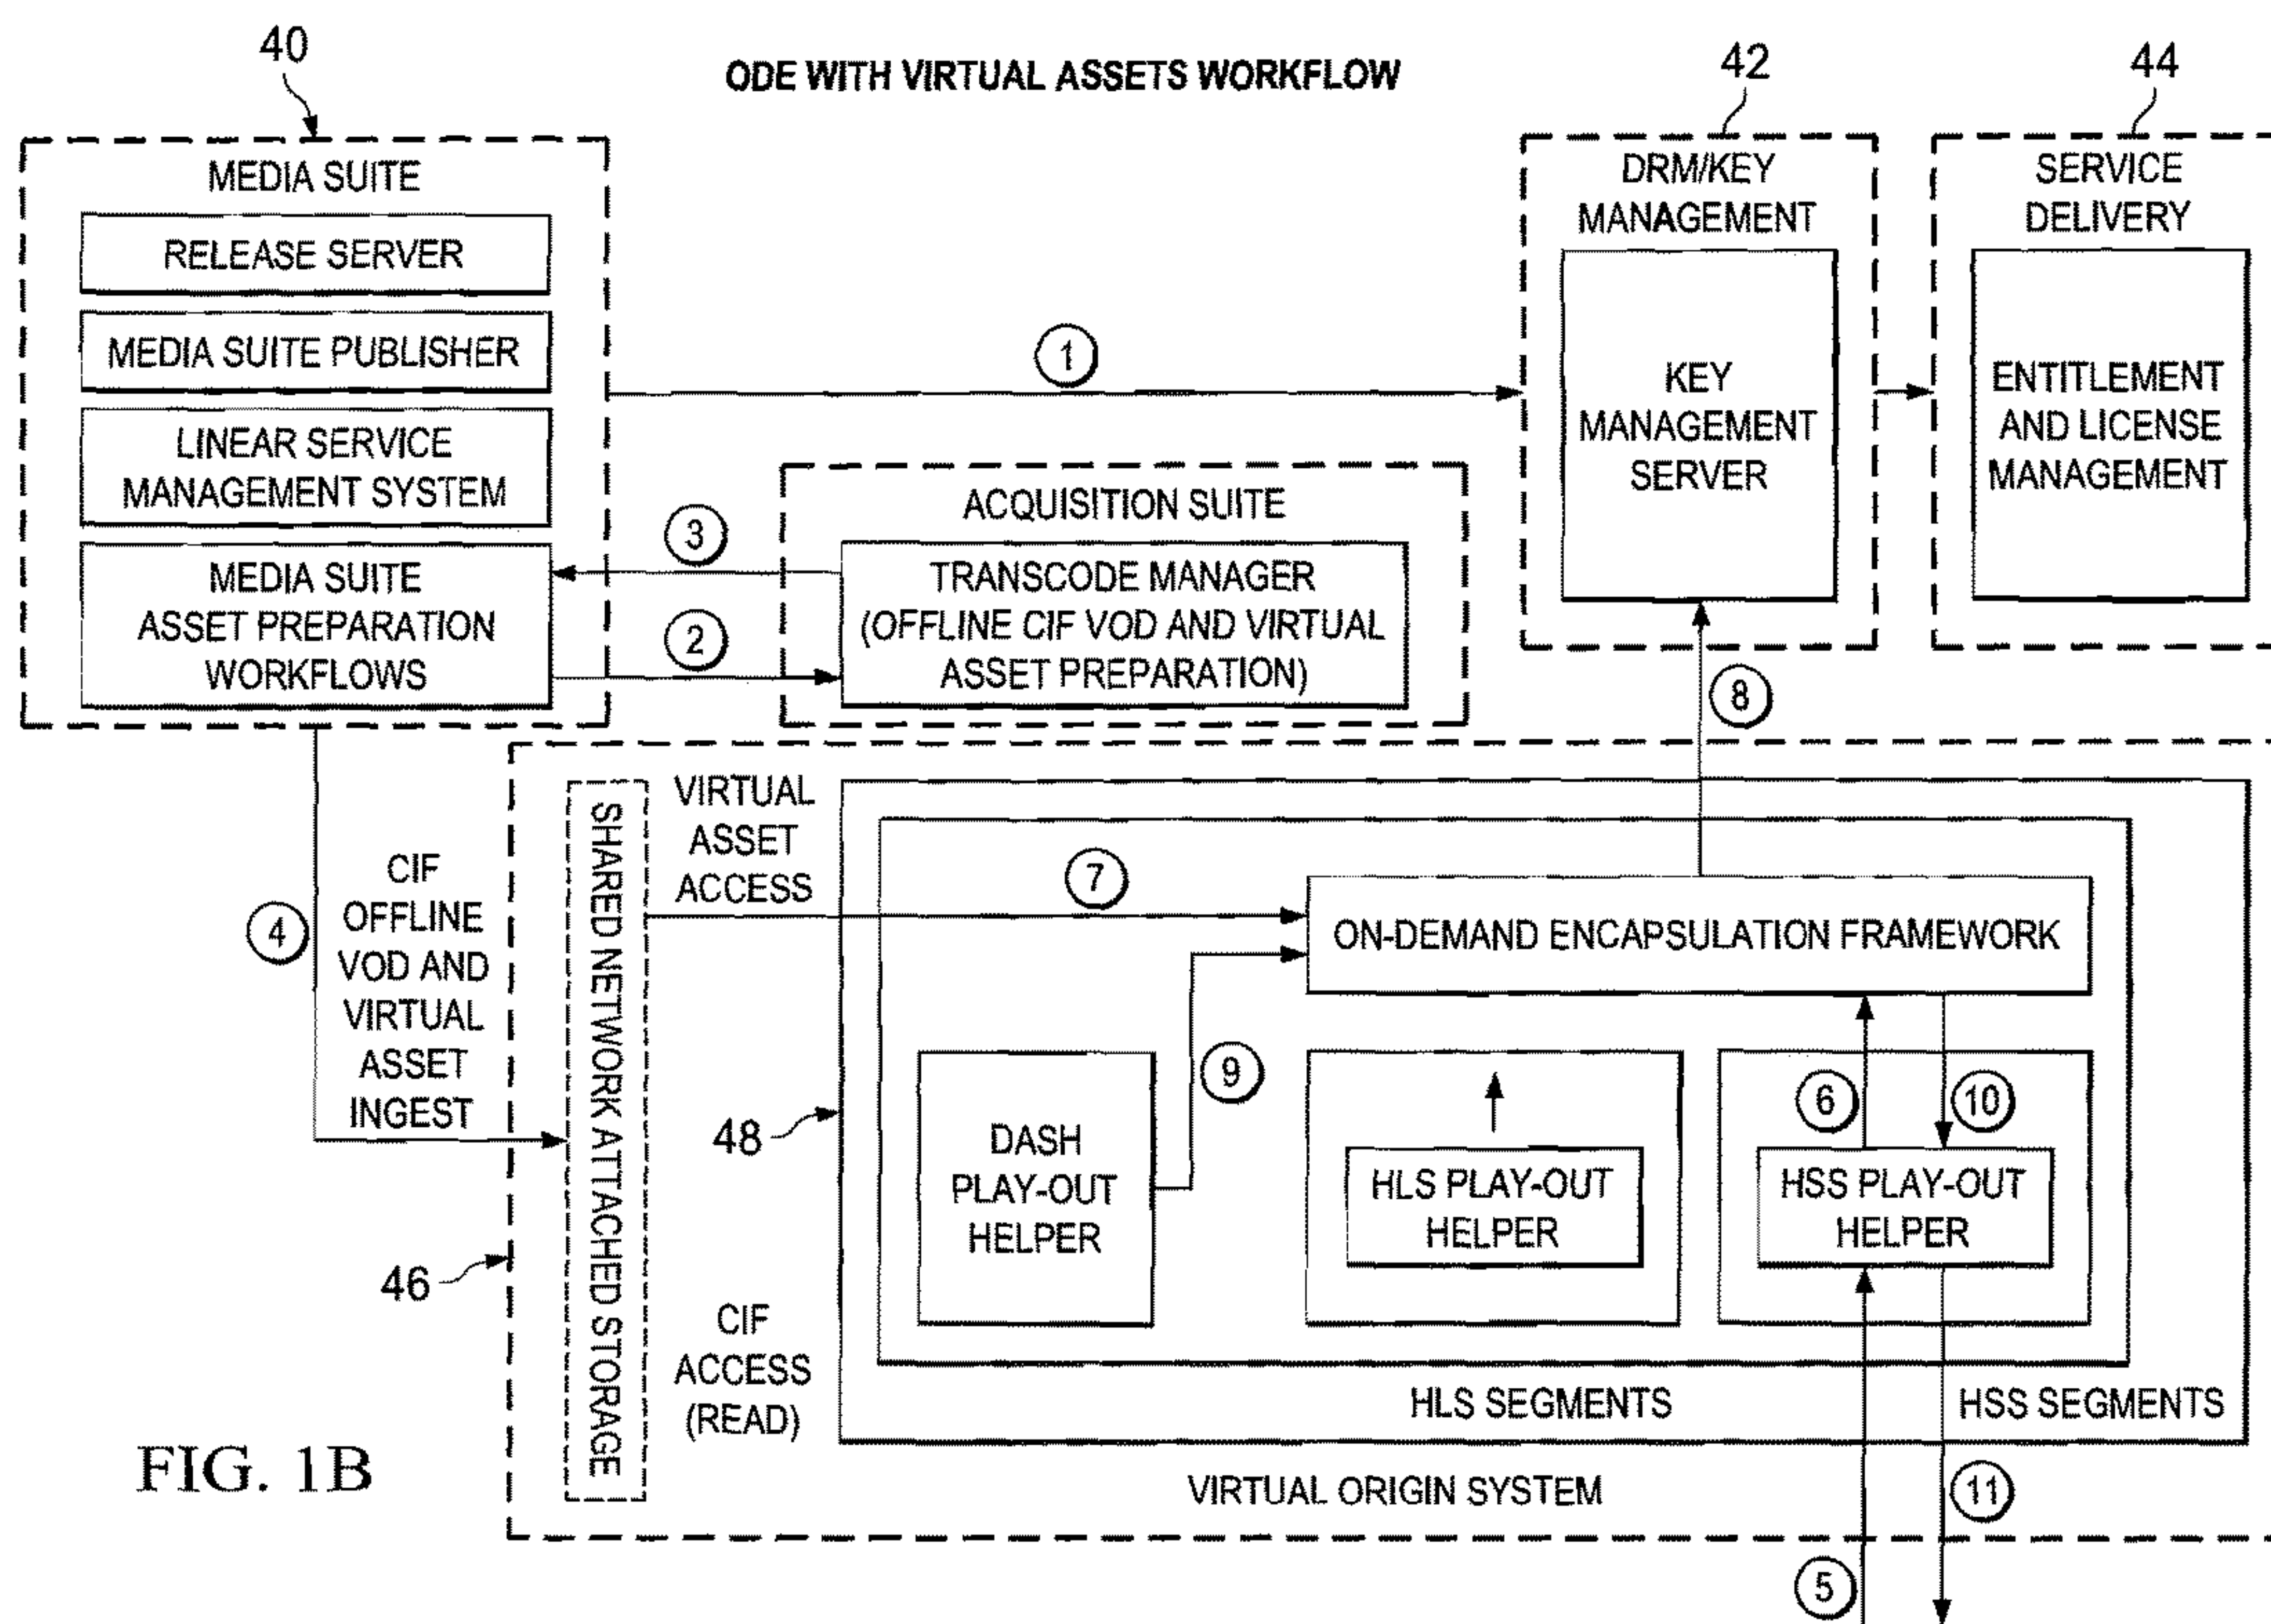 40
ODE WITH VIRTUAL ASSETS WORKFLOW
42
44
MEDIA SUITE
RELEASE SERVER
MEDIA SUITE PUBLISHER
LINEAR SERVICE
MANAGEMENT SYSTEM
MEDIA SUITE
ASSET PREPARATION
WORKFLOWS
1
3
2
ACQUISITION SUITE
TRANSCODE MANAGER
(OFFLINE CIF VOD AND VIRTUAL
ASSET PREPARATION)
DRM/KEY
MANAGEMENT
KEY
MANAGEMENT
SERVER
SERVICE
DELIVERY
ENTITLEMENT
AND LICENSE
MANAGEMENT
8
4
CIF
OFFLINE
VOD AND
VIRTUAL
ASSET
INGEST
46
SHARED NETWORK ATTACHED STORAGE
VIRTUAL
ASSET
ACCESS
7
48
CIF
ACCESS
(READ)
ON-DEMAND ENCAPSULATION FRAMEWORK
DASH
PLAY-OUT
HELPER
9
HLS PLAY-OUT
HELPER
6
10
HSS PLAY-OUT
HELPER
HLS SEGMENTS
HSS SEGMENTS
VIRTUAL ORIGIN SYSTEM
11
5
FIG. 1B